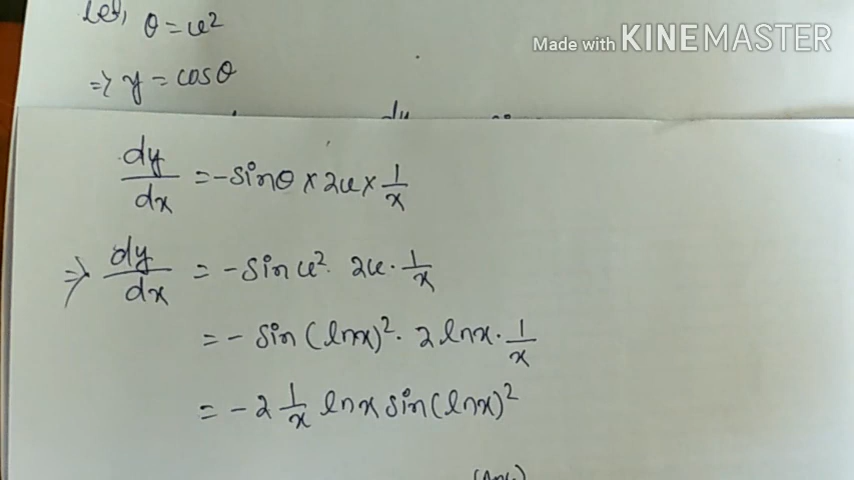 Let, θ = u²
Made with KINEMASTER
=> y = cosθ
dy/dx = -sinθ × 2u × 1/x
=> dy/dx = -sin u² · 2u · 1/x
= - sin (lnx)² · 2 lnx · 1/x
= -2 1/x lnx sin(lnx)²